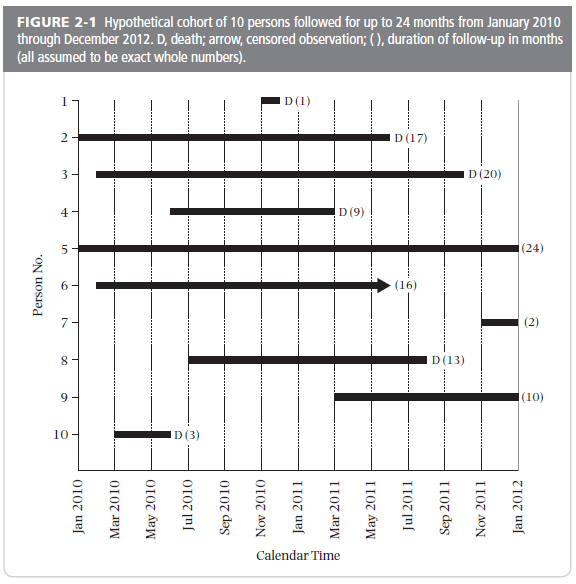 FIGURE 2-1 Hypothetical cohort of 10 persons followed for up to 24 months from January 2010
through December 2012. D, death; arrow, censored observation; ( ), duration of follow-up in months
(all assumed to be exact whole numbers).
Person No.
1
D (1)
2
D (17)
3
D (20)
4
D (9)
5
(24)
6
(16)
7
(2)
8
D (13)
9
(10)
10
D (3)
Jan 2010
Mar 2010
May 2010
Jul 2010
Sep 2010
Nov 2010
Jan 2011
Mar 2011
May 2011
Jul 2011
Sep 2011
Nov 2011
Jan 2012
Calendar Time